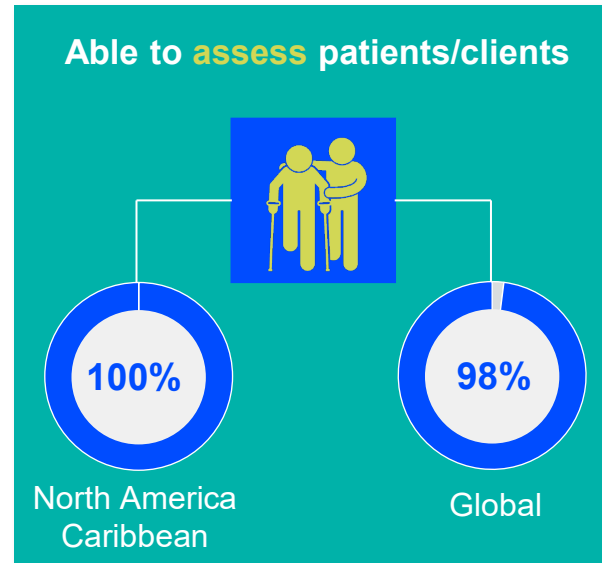 Able to assess patients/clients
100%
98%
North America
Caribbean
Global